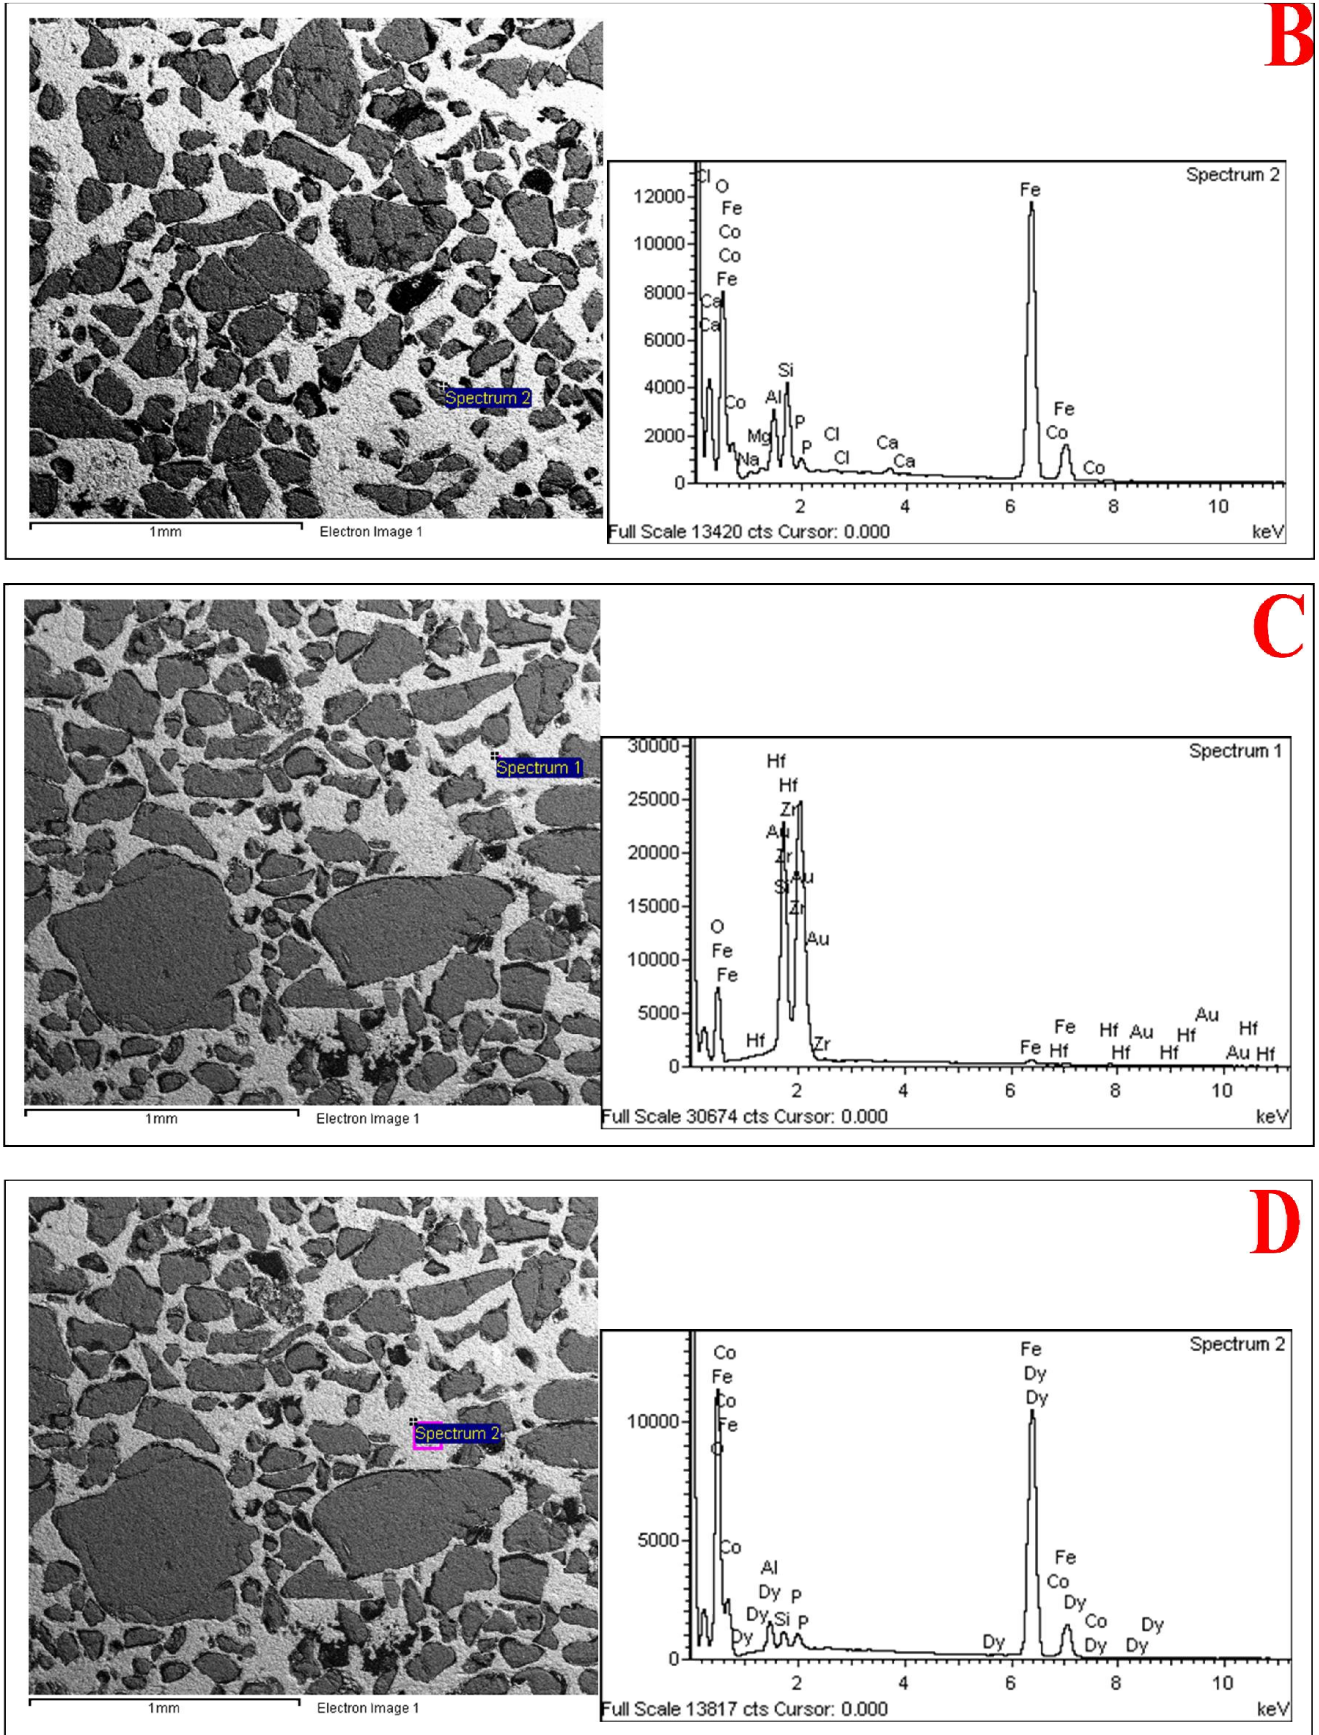 B
Spectrum 2
12000
10000
8000
6000
4000
2000
0
Cl
O
Fe
Co
Co
Fe
Ca
Ca
Co
Na
Mg
Al
Si
P
P
Cl
Cl
Ca
Ca
Fe
Fe
Co
Co
2
4
6
8
10
Full Scale 13420 cts Cursor: 0.000
keV
Spectrum 2
1mm
Electron Image 1
C
Spectrum 1
30000
25000
20000
15000
10000
5000
0
Hf
Hf
Zr
Au
Zr
Si
Au
Zr
Au
O
Fe
Fe
Hf
Zr
Fe
Fe
Hf
Hf
Hf
Au
Hf
Hf
Au
Au
Hf
Hf
2
4
6
8
10
Full Scale 30674 cts Cursor: 0.000
keV
Spectrum 1
1mm
Electron Image 1
D
Spectrum 2
10000
5000
0
Co
Fe
Co
Fe
O
Co
Dy
Dy
Al
Dy
Si
P
P
Dy
Fe
Dy
Dy
Fe
Co
Dy
Co
Dy
Dy
Dy
2
4
6
8
10
Full Scale 13817 cts Cursor: 0.000
keV
Spectrum 2
1mm
Electron Image 1